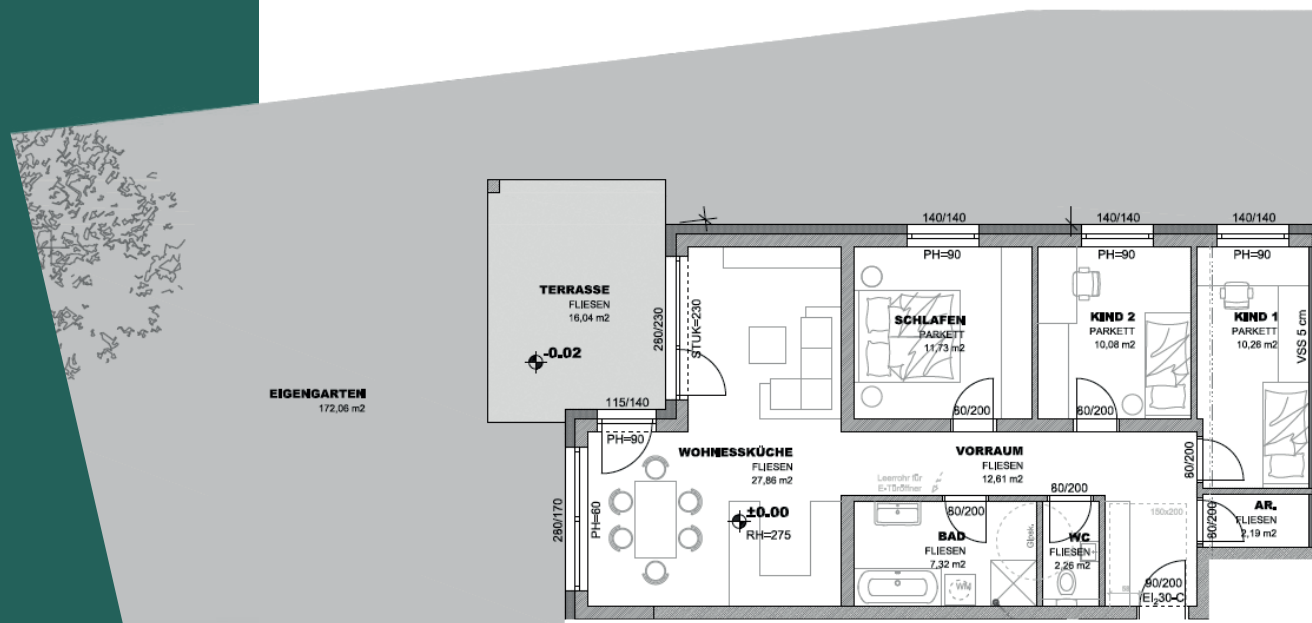 140/140
140/140
140/140
PH=90
PH=90
PH=90
TERRASSE
FLIESEN
16,04 m2
-0.02
280/230
STUK=230
SCHLAFEN
PARKETT
11,73 m2
KIND 2
PARKETT
10,08 m2
KIND 1
PARKETT
10,26 m2
VSS 5 cm
EIGENGARTEN
172,06 m2
115/140
PH=90
80/200
80/200
WOHNESSKÜCHE
FLIESEN
27,86 m2
VORRAUM
FLIESEN
12,61 m2
80/200
Leerrohr für
E-Türöffner
80/200
280/170
PH=60
±0.00
RH=275
80/200
BAD
FLIESEN
7,32 m2
WM
WC
FLIESEN
2,26 m2
150x200
80/200
AR.
FLIESEN
2,19 m2
90/200
EI₂30-C